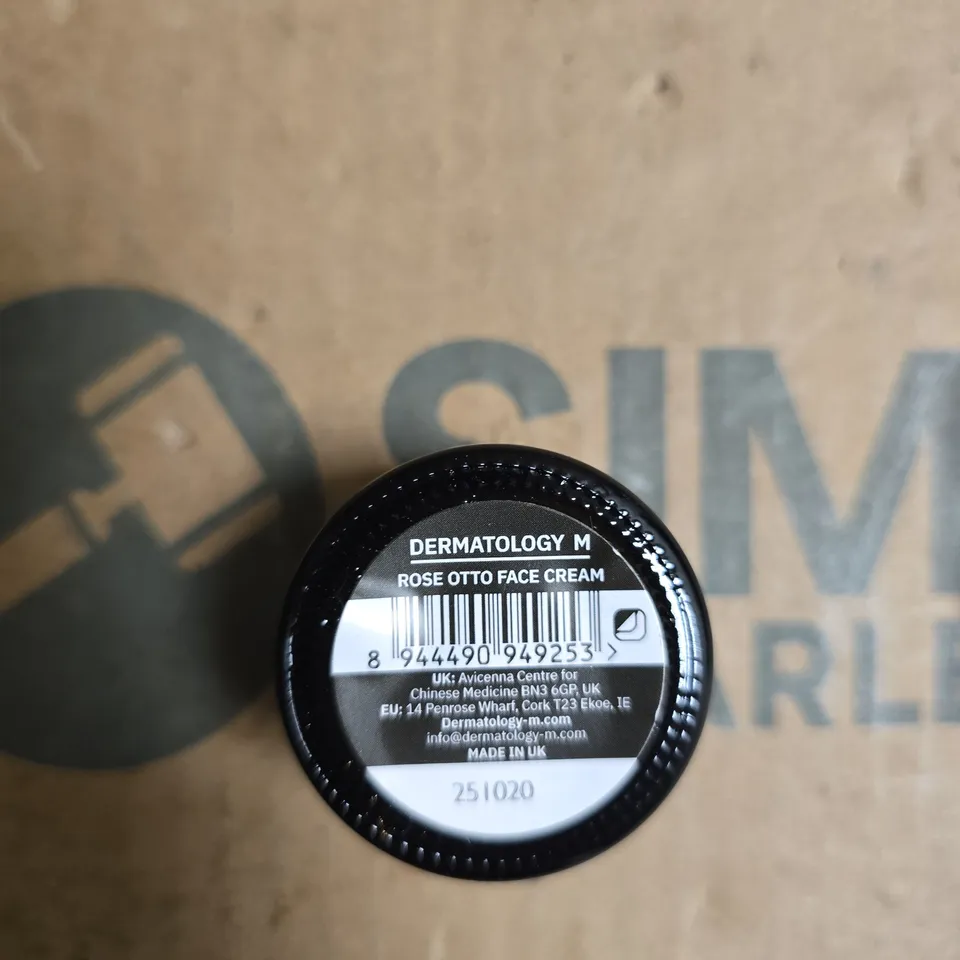 SIM
ARLE
DERMATOLOGY M
ROSE OTTO FACE CREAM
8 944490 949253 >
UK: Avicenna Centre for
Chinese Medicine BN3 6GP, UK
EU: 14 Penrose Wharf, Cork T23 Ekoe, IE
Dermatology-m.com
info@dermatology-m.com
MADE IN UK
251020